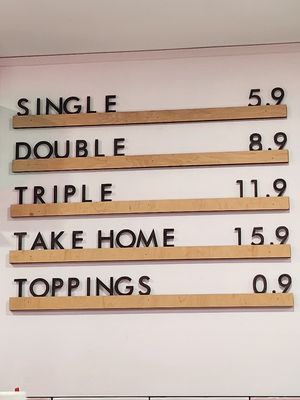 SINGLE 5.9
DOUBLE 8.9
TRIPLE 11.9
TAKE HOME 15.9
TOPPINGS 0.9